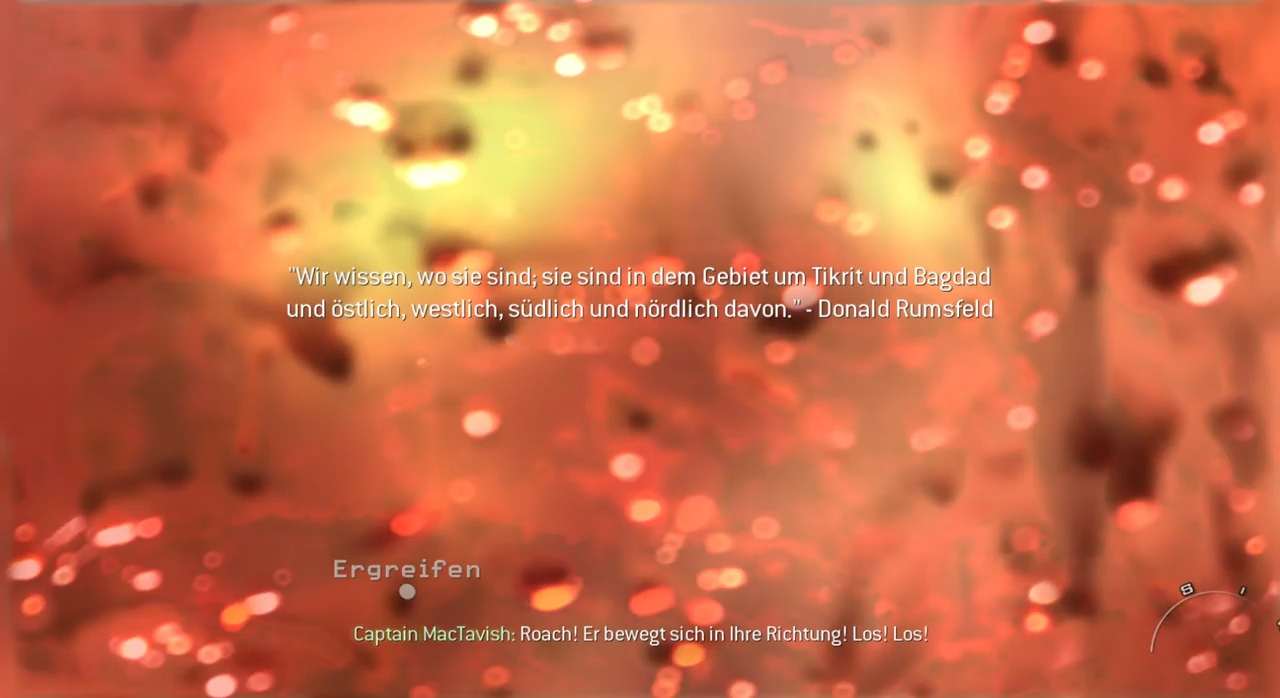 "Wir wissen, wo sie sind; sie sind in dem Gebiet um Tikrit und Bagdad
und östlich, westlich, südlich und nördlich davon." - Donald Rumsfeld
Ergreifen
Captain MacTavish: Roach! Er bewegt sich in Ihre Richtung! Los! Los!
S